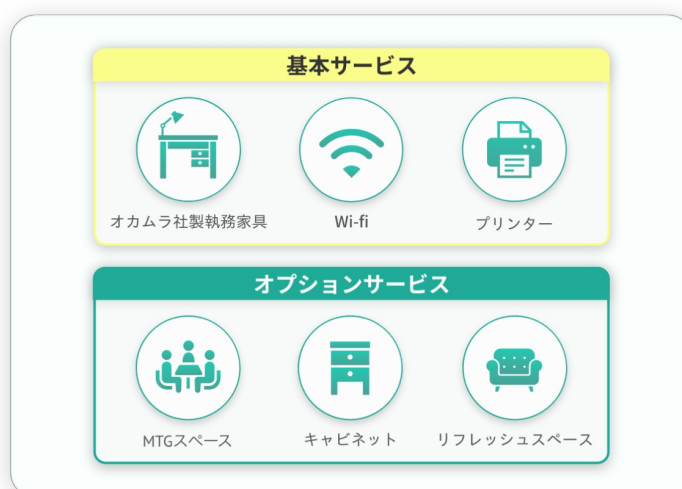 基本サービス
オカムラ社製執務家具
Wi-fi
プリンター
オプションサービス
MTGスペース
キャビネット
リフレッシュスペース